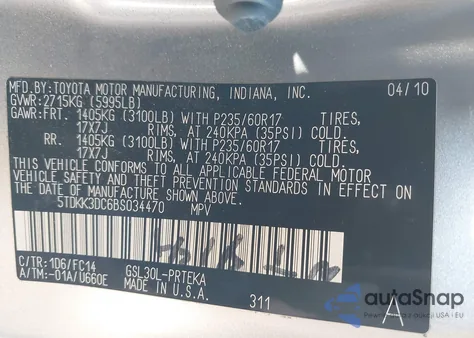 MFD.BY:TOYOTA MOTOR MANUFACTURING, INDIANA, INC. 04/10
GVWR:2715KG (5995LB)
GAWR:FRT. 1405KG (3100LB) WITH P235/60R17 TIRES,
17X7J RIMS, AT 240KPA (35PSI) COLD.
RR. 1405KG (3100LB) WITH P235/60R17 TIRES,
17X7J RIMS, AT 240KPA (35PSI) COLD.
THIS VEHICLE CONFORMS TO ALL APPLICABLE FEDERAL MOTOR
VEHICLE SAFETY AND THEFT PREVENTION STANDARDS IN EFFECT ON
THE DATE OF MANUFACTURE SHOWN ABOVE.
5TDKK3DC6BS034470 MPV
C/TR:1D6/FC14 GSL30L-PRTEKA
A/TM:-01A/U660E MADE IN U.S.A. 311 A
autoSnap